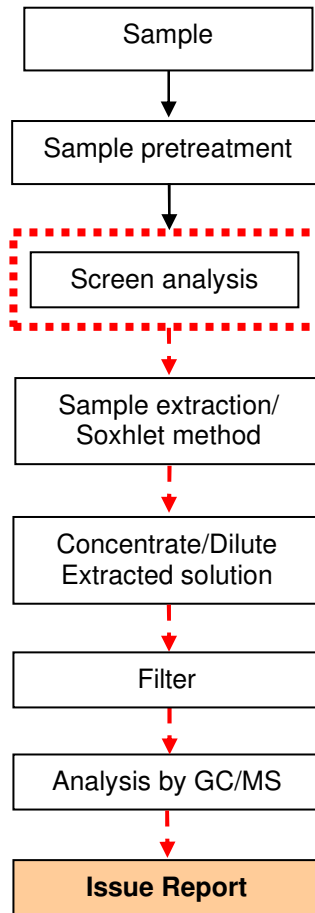 Sample
Sample pretreatment
Screen analysis
Sample extraction/
Soxhlet method
Concentrate/Dilute
Extracted solution
Filter
Analysis by GC/MS
Issue Report